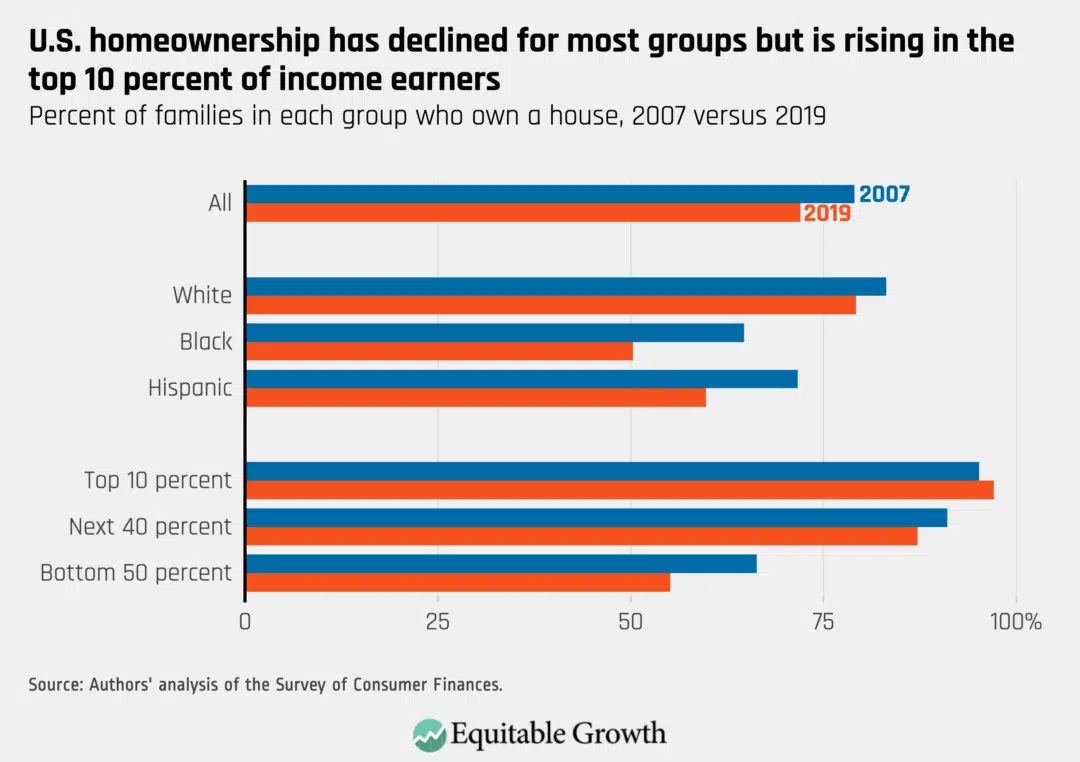 U.S. homeownership has declined for most groups but is rising in the
top 10 percent of income earners
Percent of families in each group who own a house, 2007 versus 2019
All
2007
2019
White
Black
Hispanic
Top 10 percent
Next 40 percent
Bottom 50 percent
0 25 50 75 100%
Source: Authors' analysis of the Survey of Consumer Finances.
Equitable Growth